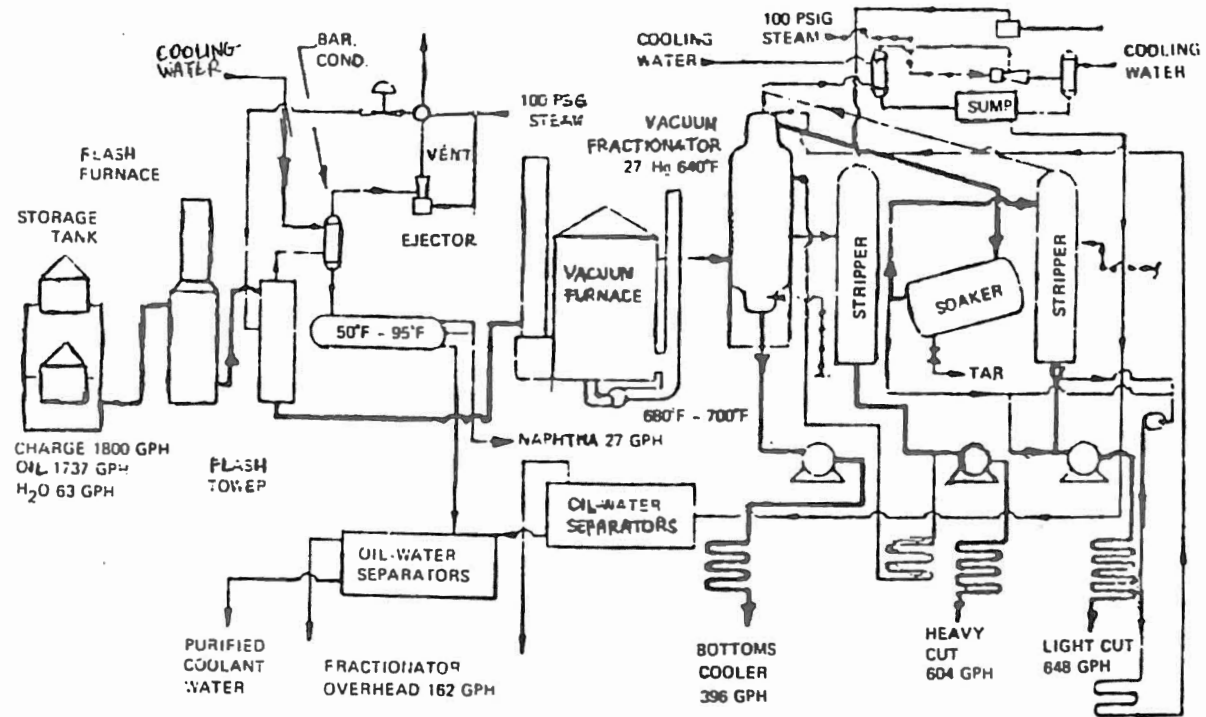 COOLING
WATER
BAR.
COND.
100 PSIG
STEAM
COOLING
WATER
100 PSIG
STEAM
COOLING
WATER
SUMP
VENT
EJECTOR
VACUUM
FRACTIONATOR
27 Hg 640°F
FLASH
FURNACE
STORAGE
TANK
VACUUM
FURNACE
STRIPPER
SOAKER
STRIPPER
TAR
50°F - 95°F
680°F - 700°F
NAPHTHA 27 GPH
CHARGE 1800 GPH
OIL 1737 GPH
H2O 63 GPH
FLASH
TOWER
OIL-WATER
SEPARATORS
OIL-WATER
SEPARATORS
PURIFIED
COOLANT
WATER
FRACTIONATOR
OVERHEAD 162 GPH
BOTTOMS
COOLER
396 GPH
HEAVY
CUT
604 GPH
LIGHT CUT
648 GPH